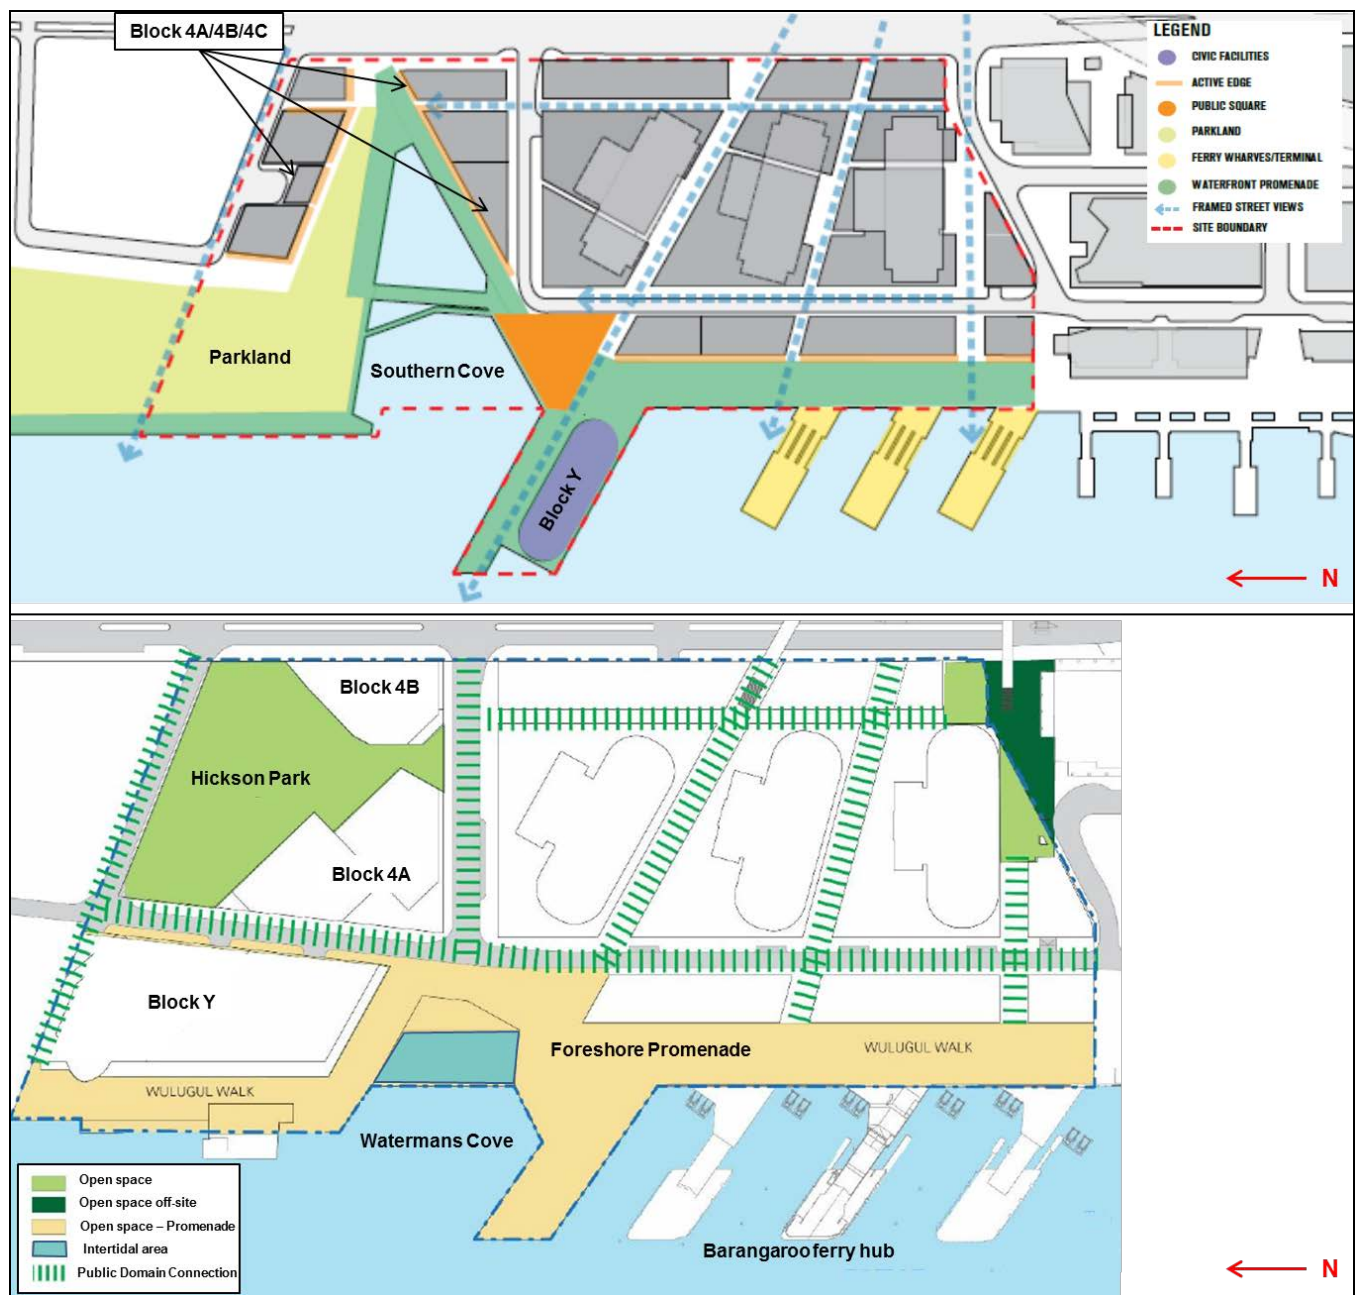 Block 4A/4B/4C
LEGEND
CIVIC FACILITIES
ACTIVE EDGE
PUBLIC SQUARE
PARKLAND
FERRY WHARVES/TERMINAL
WATERFRONT PROMENADE
FRAMED STREET VIEWS
SITE BOUNDARY
Parkland
Southern Cove
Block Y
N
Block 4B
Hickson Park
Block 4A
Block Y
Foreshore Promenade
WULUGUL WALK
WULUGUL WALK
Watermans Cove
Barangaroo ferry hub
Open space
Open space off-site
Open space – Promenade
Intertidal area
Public Domain Connection
N